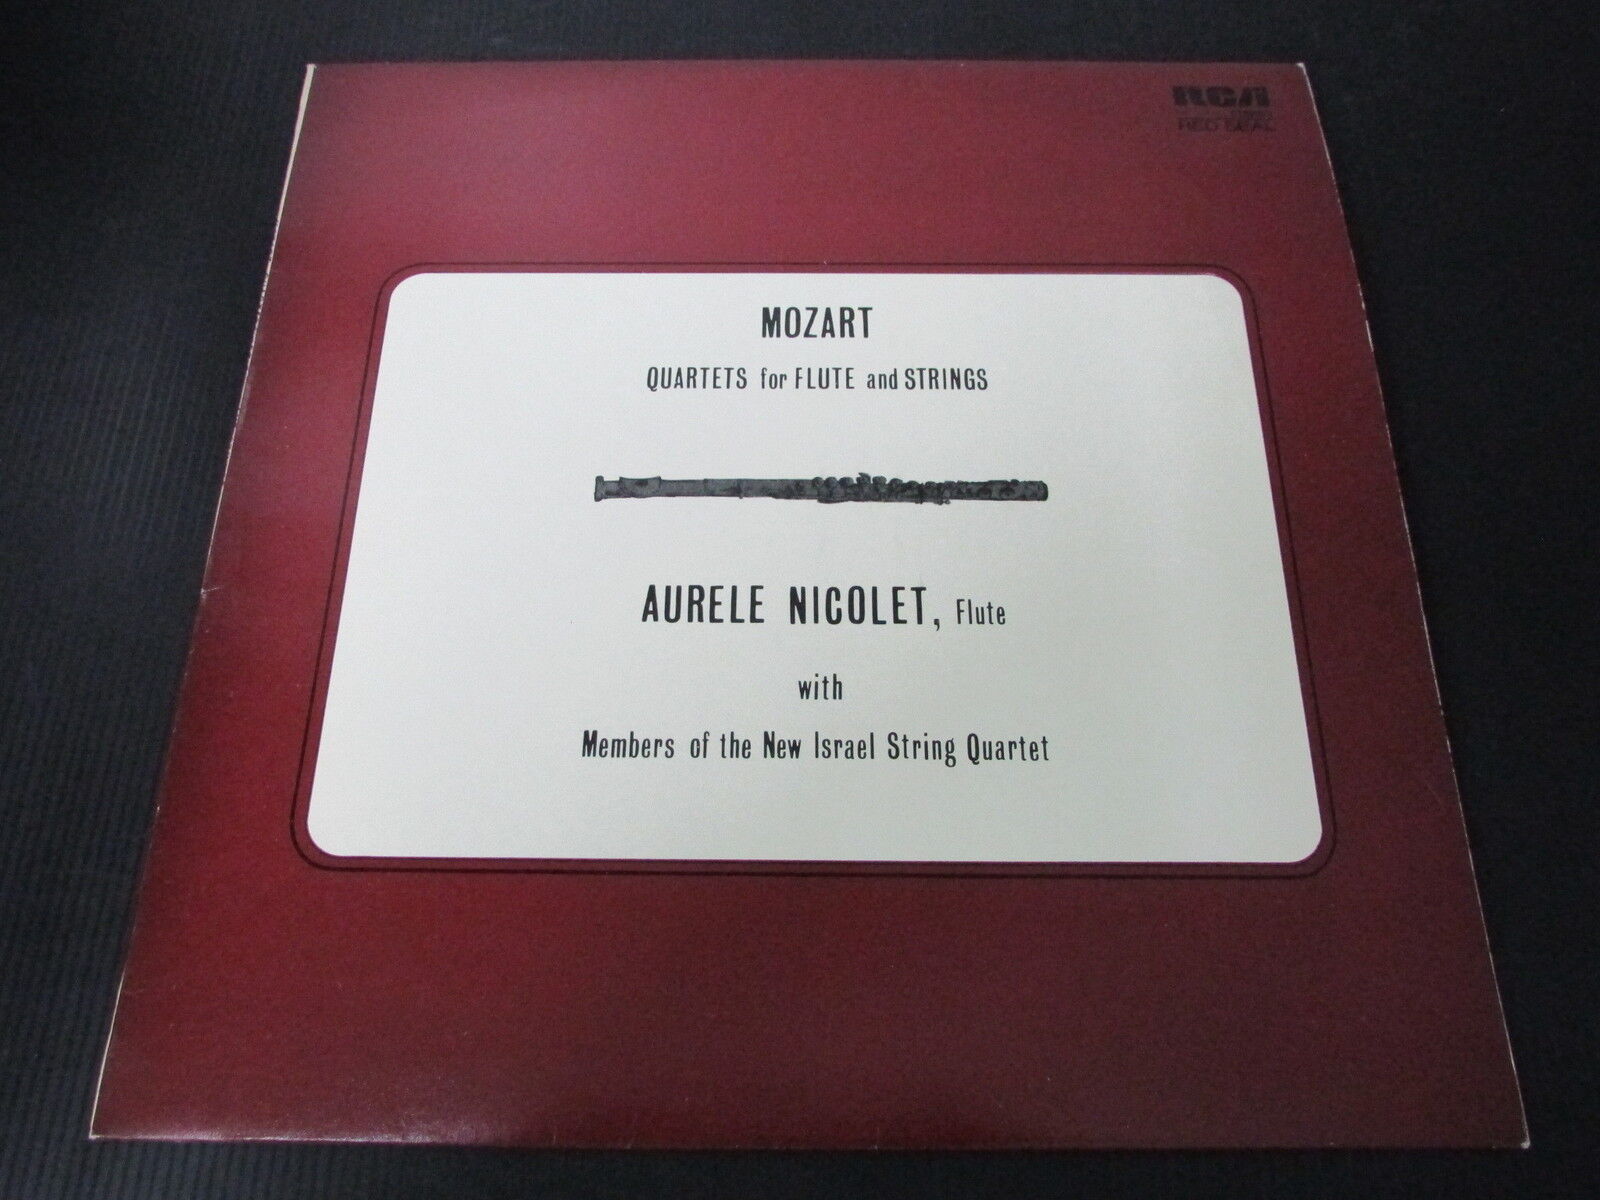 RCA
RED SEAL
MOZART
QUARTETS for FLUTE and STRINGS
AURELE NICOLET, Flute
with
Members of the New Israel String Quartet